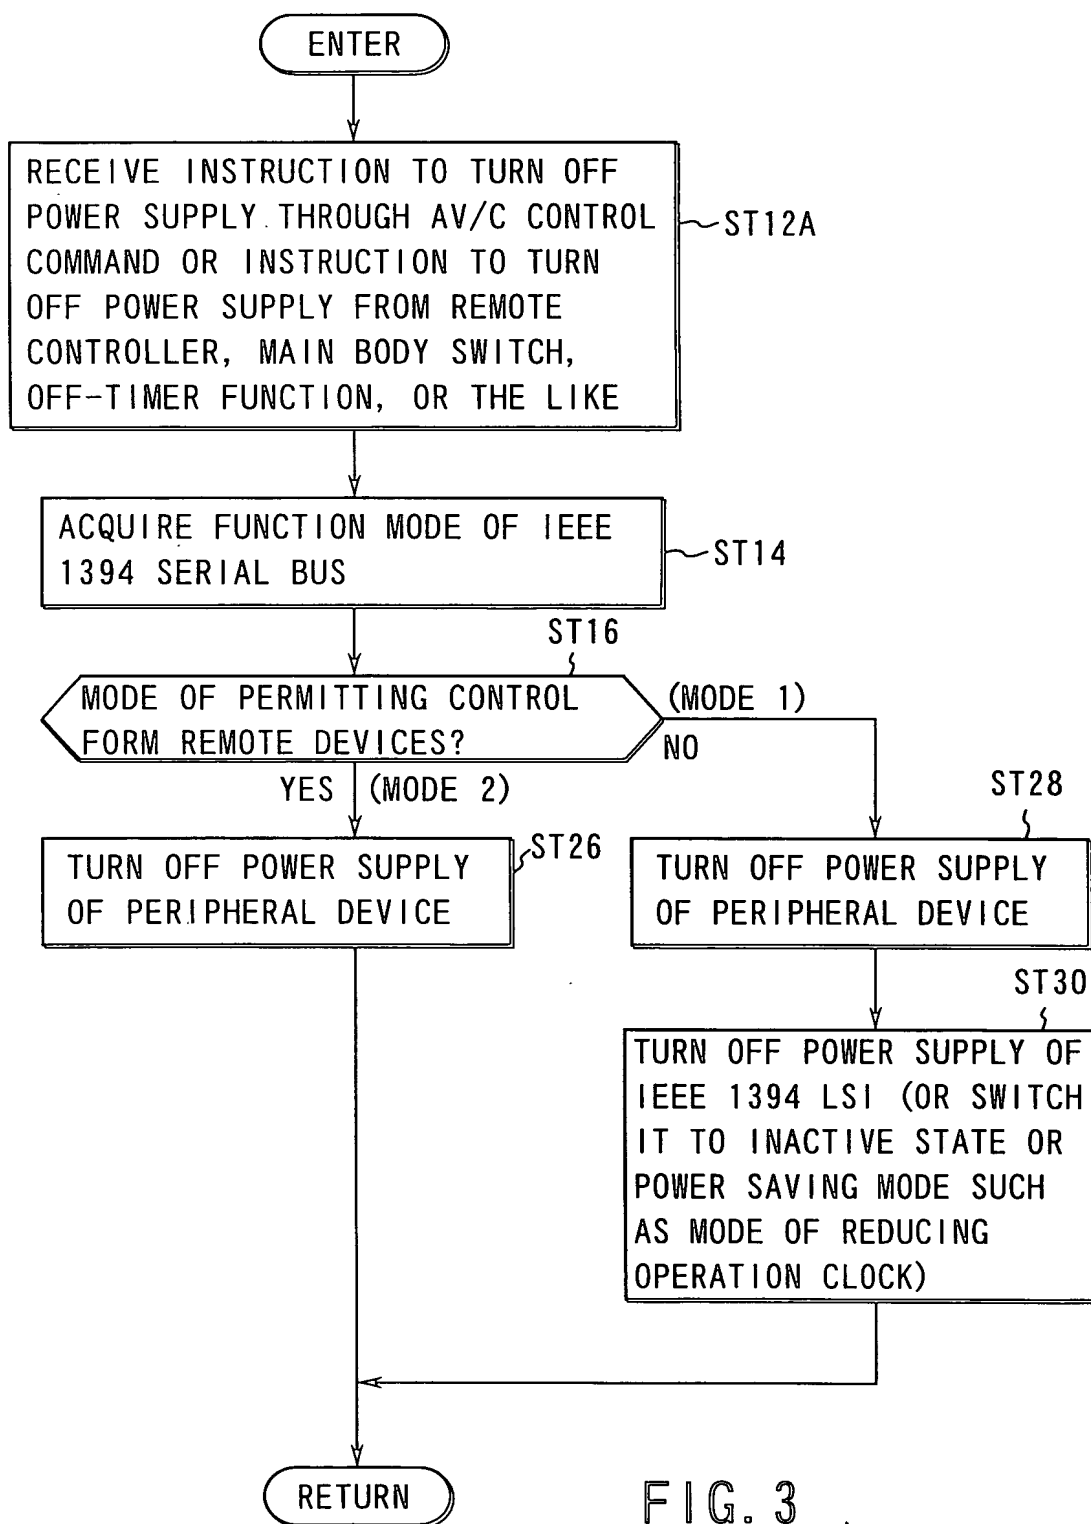 ENTER
RECEIVE INSTRUCTION TO TURN OFF
POWER SUPPLY THROUGH AV/C CONTROL
COMMAND OR INSTRUCTION TO TURN
OFF POWER SUPPLY FROM REMOTE
CONTROLLER, MAIN BODY SWITCH,
OFF-TIMER FUNCTION, OR THE LIKE
ST12A
ACQUIRE FUNCTION MODE OF IEEE
1394 SERIAL BUS
ST14
ST16
MODE OF PERMITTING CONTROL
FORM REMOTE DEVICES?
(MODE 1)
NO
YES (MODE 2)
ST26
TURN OFF POWER SUPPLY
OF PERIPHERAL DEVICE
ST28
TURN OFF POWER SUPPLY
OF PERIPHERAL DEVICE
ST30
TURN OFF POWER SUPPLY OF
IEEE 1394 LSI (OR SWITCH
IT TO INACTIVE STATE OR
POWER SAVING MODE SUCH
AS MODE OF REDUCING
OPERATION CLOCK)
RETURN
FIG. 3